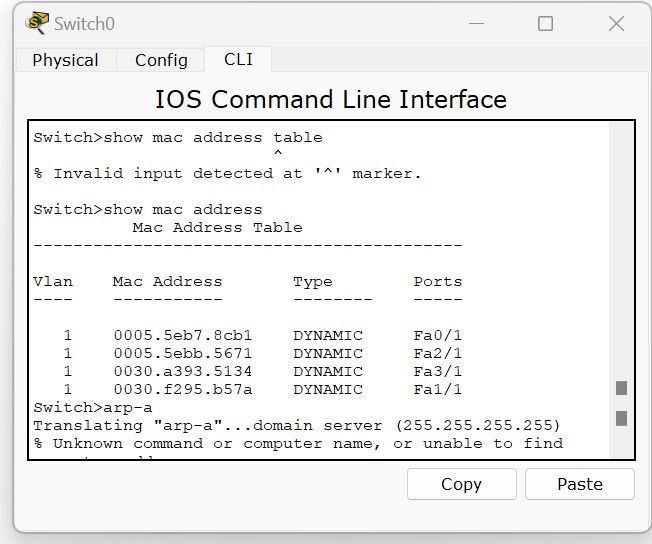 Switch0
Physical Config CLI
IOS Command Line Interface
Switch>show mac address table
^
% Invalid input detected at '^' marker.
Switch>show mac address
Mac Address Table
-------------------------------------------
Vlan Mac Address Type Ports
---- ----------- -------- -----
1 0005.5eb7.8cb1 DYNAMIC Fa0/1
1 0005.5ebb.5671 DYNAMIC Fa2/1
1 0030.a393.5134 DYNAMIC Fa3/1
1 0030.f295.b57a DYNAMIC Fa1/1
Switch>arp-a
Translating "arp-a"...domain server (255.255.255.255)
% Unknown command or computer name, or unable to find
Copy Paste